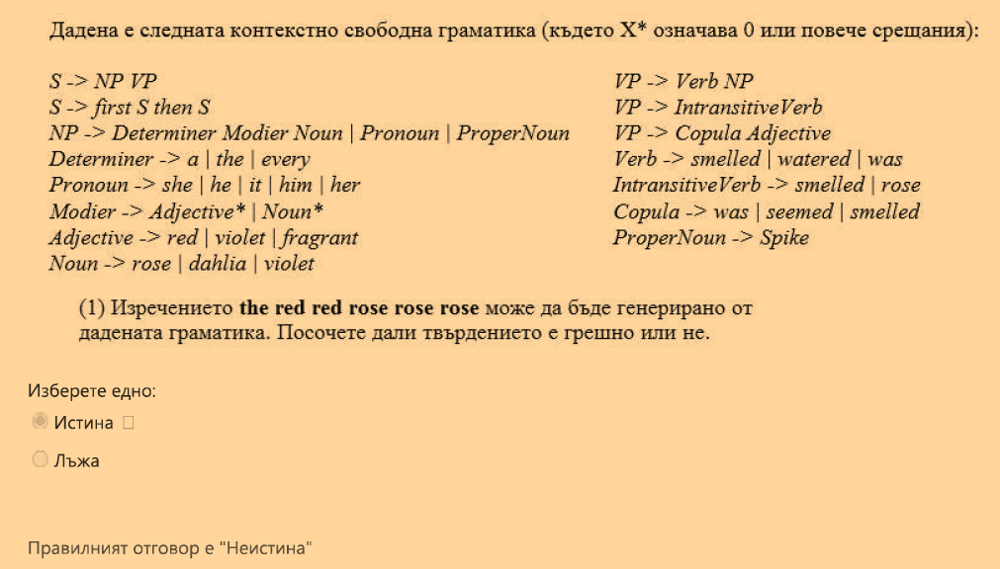 Дадена е следната контекстно свободна граматика (където X* означава 0 или повече срещания):
S -> NP VP
S -> first S then S
NP -> Determiner Modier Noun | Pronoun | ProperNoun
Determiner -> a | the | every
Pronoun -> she | he | it | him | her
Modier -> Adjective* | Noun*
Adjective -> red | violet | fragrant
Noun -> rose | dahlia | violet
VP -> Verb NP
VP -> IntransitiveVerb
VP -> Copula Adjective
Verb -> smelled | watered | was
IntransitiveVerb -> smelled | rose
Copula -> was | seemed | smelled
ProperNoun -> Spike
(1) Изречението the red red rose rose rose може да бъде генерирано от
дадената граматика. Посочете дали твърдението е грешно или не.
Изберете едно:
Истина
Лъжа
Правилният отговор е "Неистина"